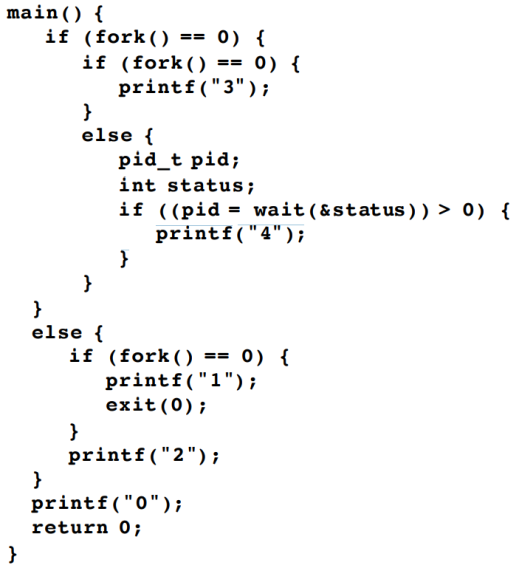 main() {
if (fork() == 0) {
if (fork() == 0) {
printf("3");
}
else {
pid_t pid;
int status;
if ((pid = wait(&status)) > 0) {
printf("4");
}
}
}
else {
if (fork() == 0) {
printf("1");
exit(0);
}
printf("2");
}
printf("0");
return 0;
}